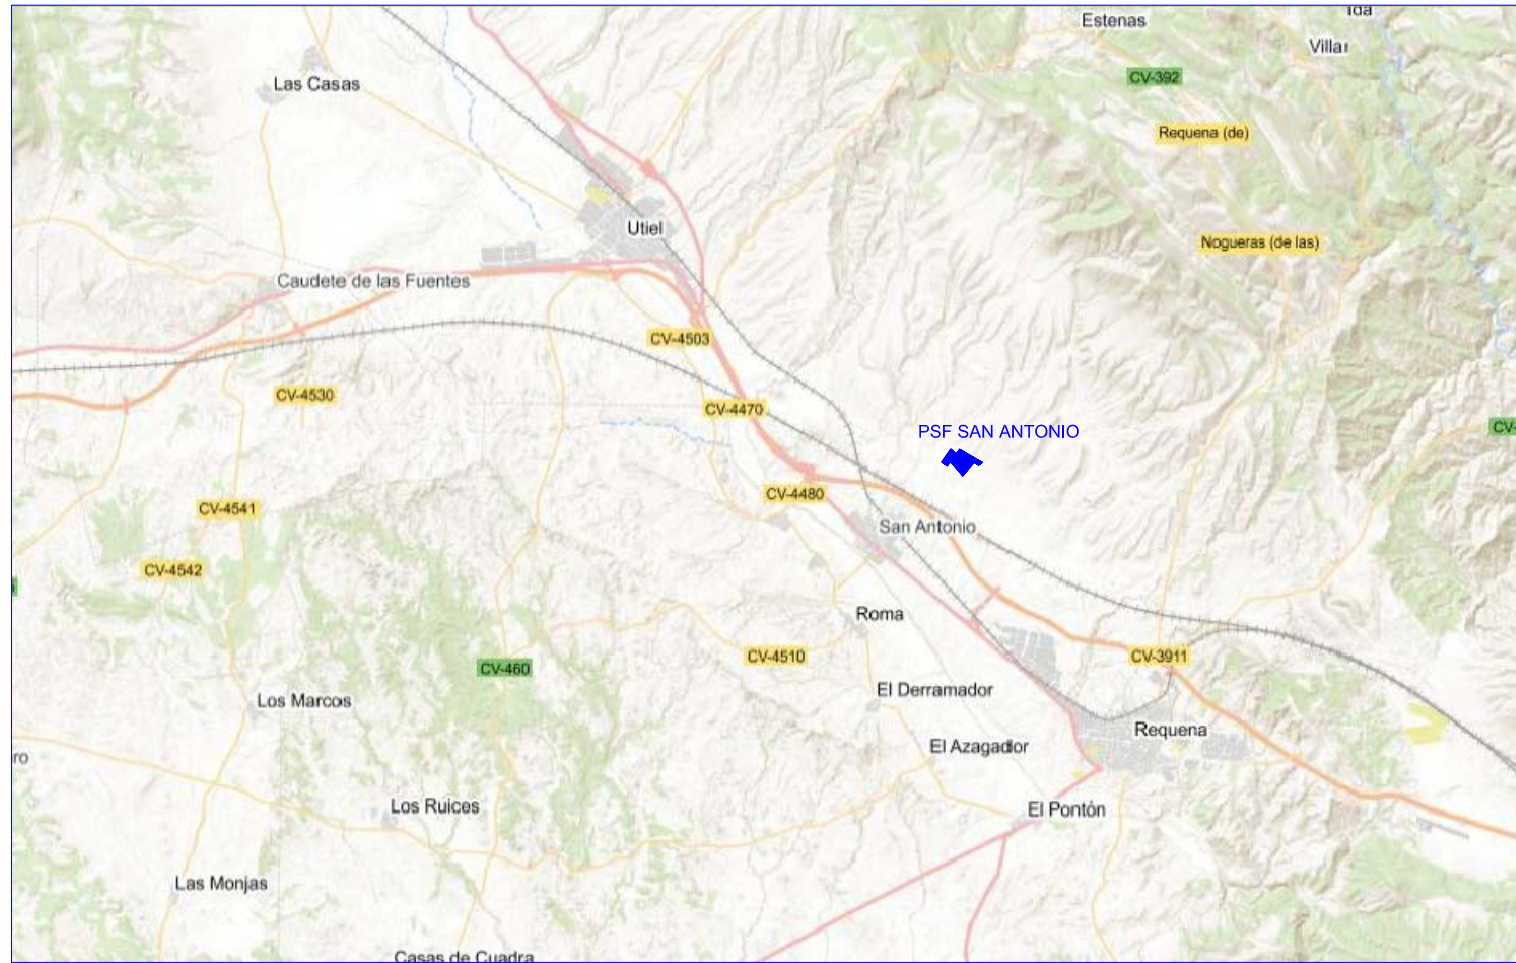 Estenas
Villar
Las Casas
CV-392
Requena (de)
Utiel
Nogueras (de las)
Caudete de las Fuentes
CV-4503
CV-4530
CV-4470
PSF SAN ANTONIO
CV-
CV-4480
CV-4541
San Antonio
CV-4542
Roma
CV-4510
CV-3911
CV-460
El Derramador
Los Marcos
Requena
El Azagador
ro
Los Ruices
El Pontón
Las Monjas
Casas de Cuadra